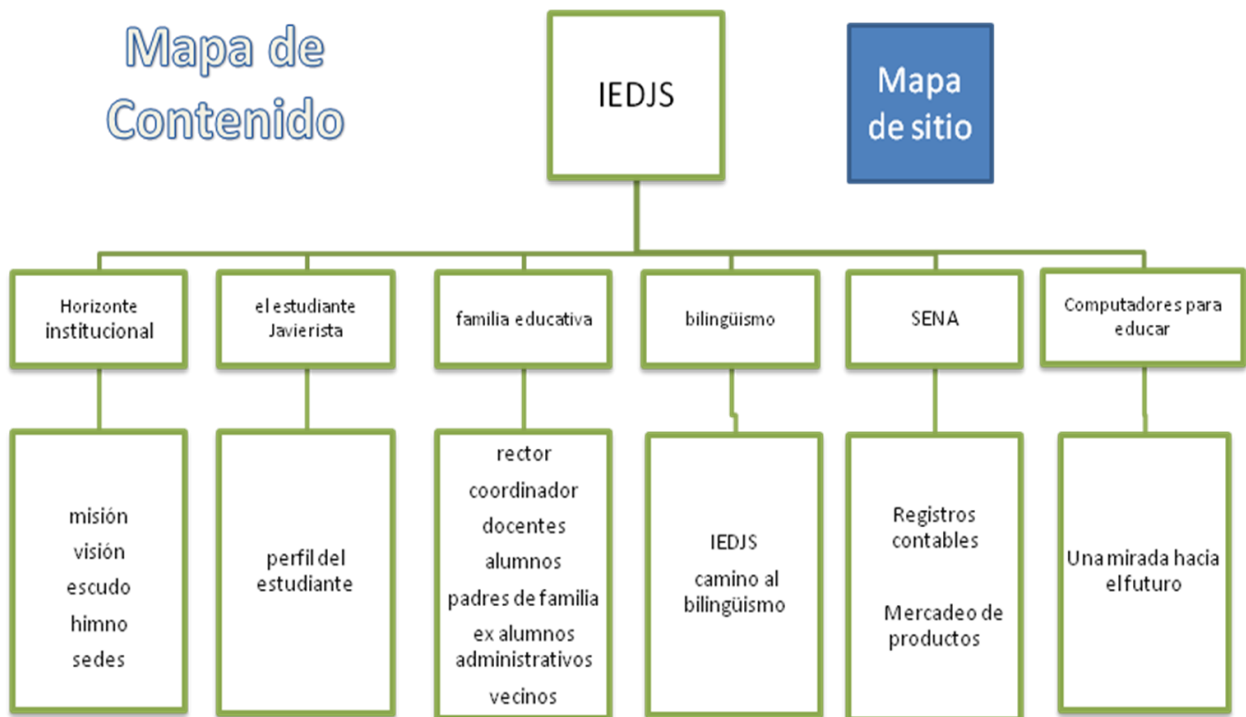 Mapa de
Contenido
IEDJS
Mapa
de sitio
Horizonte
institucional
el estudiante
Javierista
familia educativa
bilingüismo
SENA
Computadores para
educar
misión
visión
escudo
himno
sedes
perfil del
estudiante
rector
coordinador
docentes
alumnos
padres de familia
ex alumnos
administrativos
vecinos
IEDJS
camino al
bilingüismo
Registros
contables
Mercadeo de
productos
Una mirada hacia
el futuro